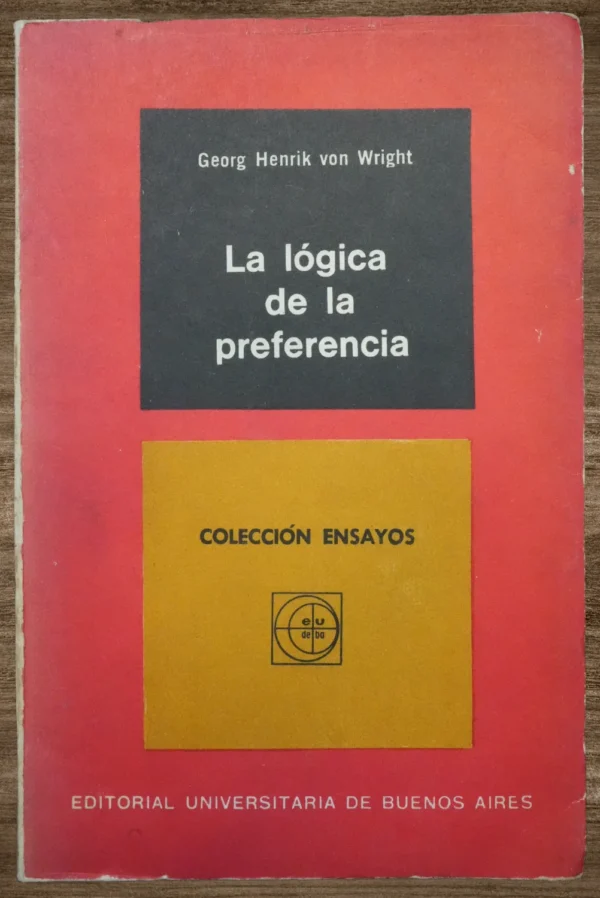 Georg Henrik von Wright
La lógica
de la
preferencia
COLECCIÓN ENSAYOS
eu
deba
EDITORIAL UNIVERSITARIA DE BUENOS AIRES